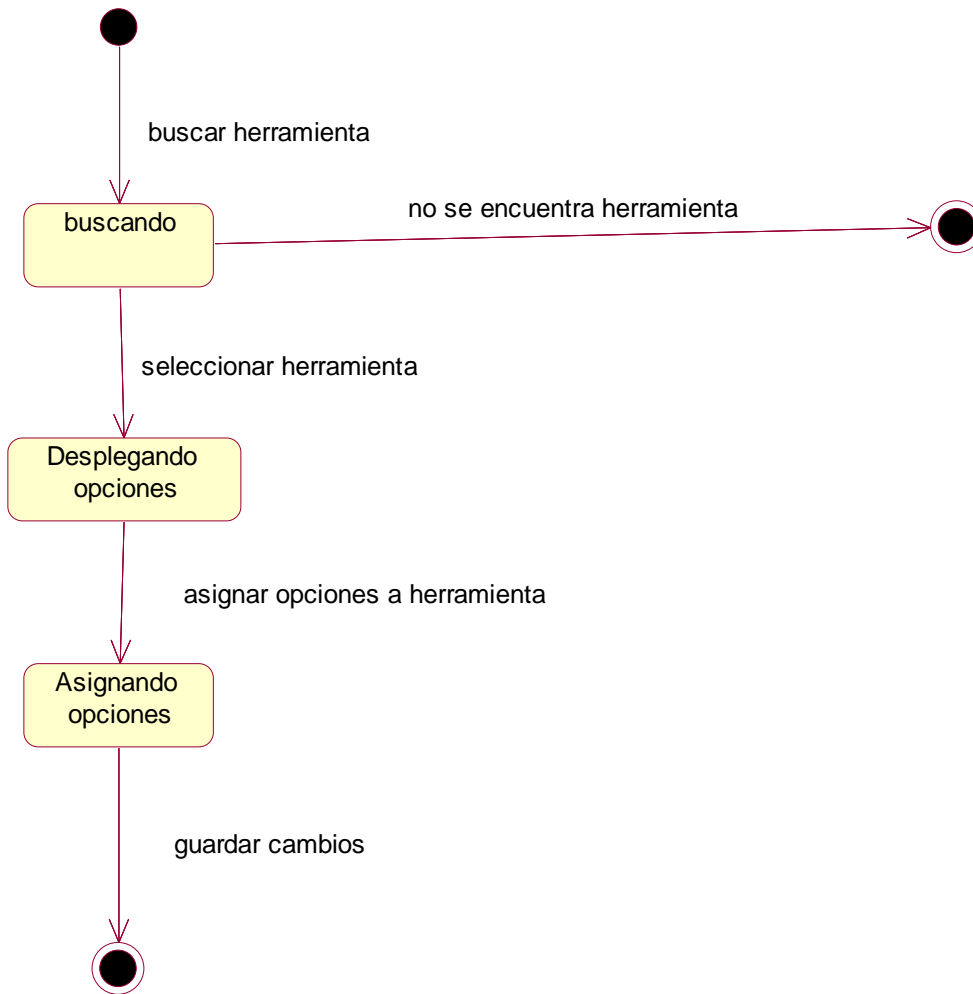 buscar herramienta
no se encuentra herramienta
buscando
seleccionar herramienta
Desplegando
opciones
asignar opciones a herramienta
Asignando
opciones
guardar cambios